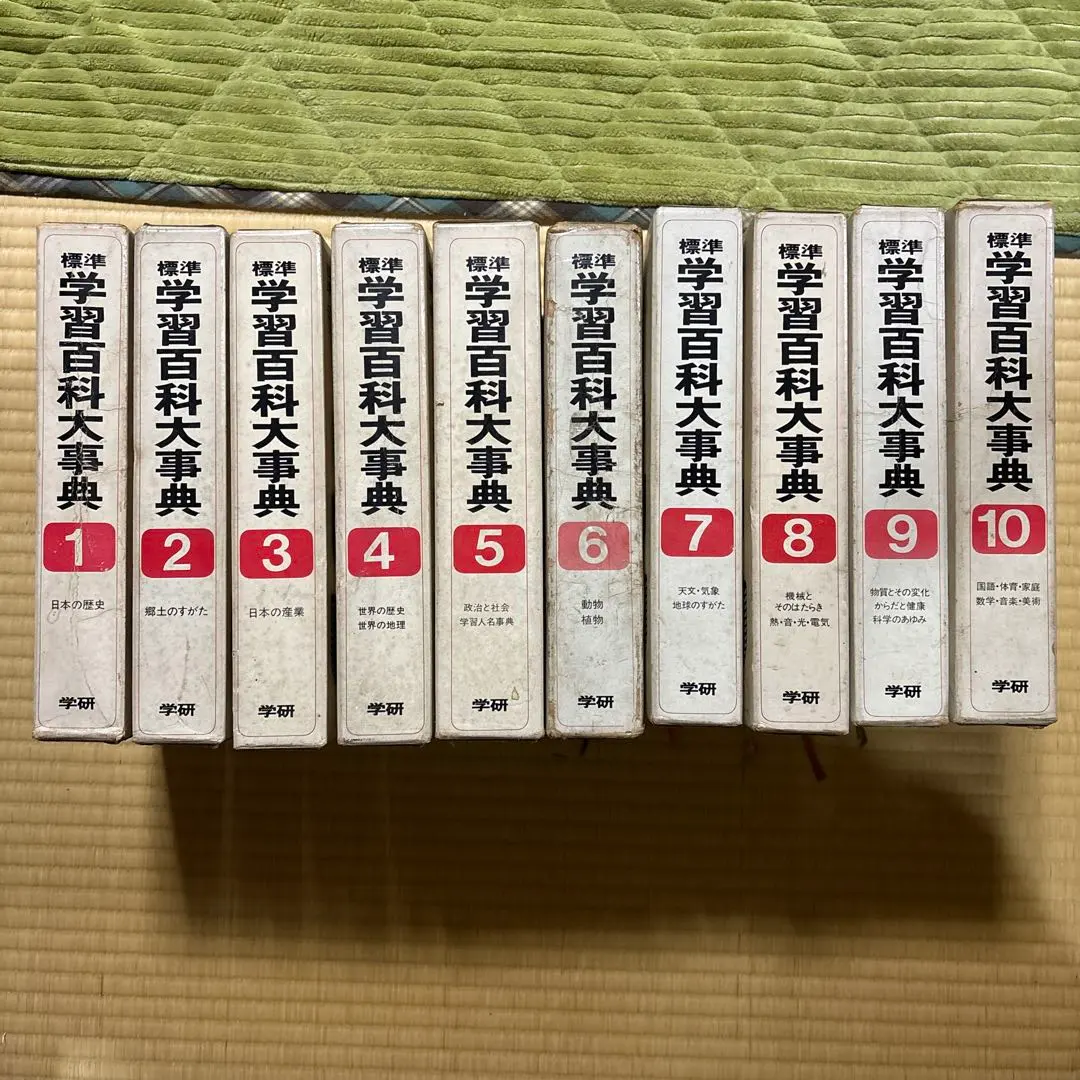 標準
学習百科大事典
1
日本の歴史
学研
標準
学習百科大事典
2
郷土のすがた
学研
標準
学習百科大事典
3
日本の産業
学研
標準
学習百科大事典
4
世界の歴史
世界の地理
学研
標準
学習百科大事典
5
政治と社会
学習人名事典
学研
標準
学習百科大事典
6
動物
植物
学研
標準
学習百科大事典
7
天文・気象
地球のすがた
学研
標準
学習百科大事典
8
機械と
そのはたらき
熱・音・光・電気
学研
標準
学習百科大事典
9
物質とその変化
からだと健康
科学のあゆみ
学研
標準
学習百科大事典
10
国語・体育・家庭
数学・音楽・美術
学研